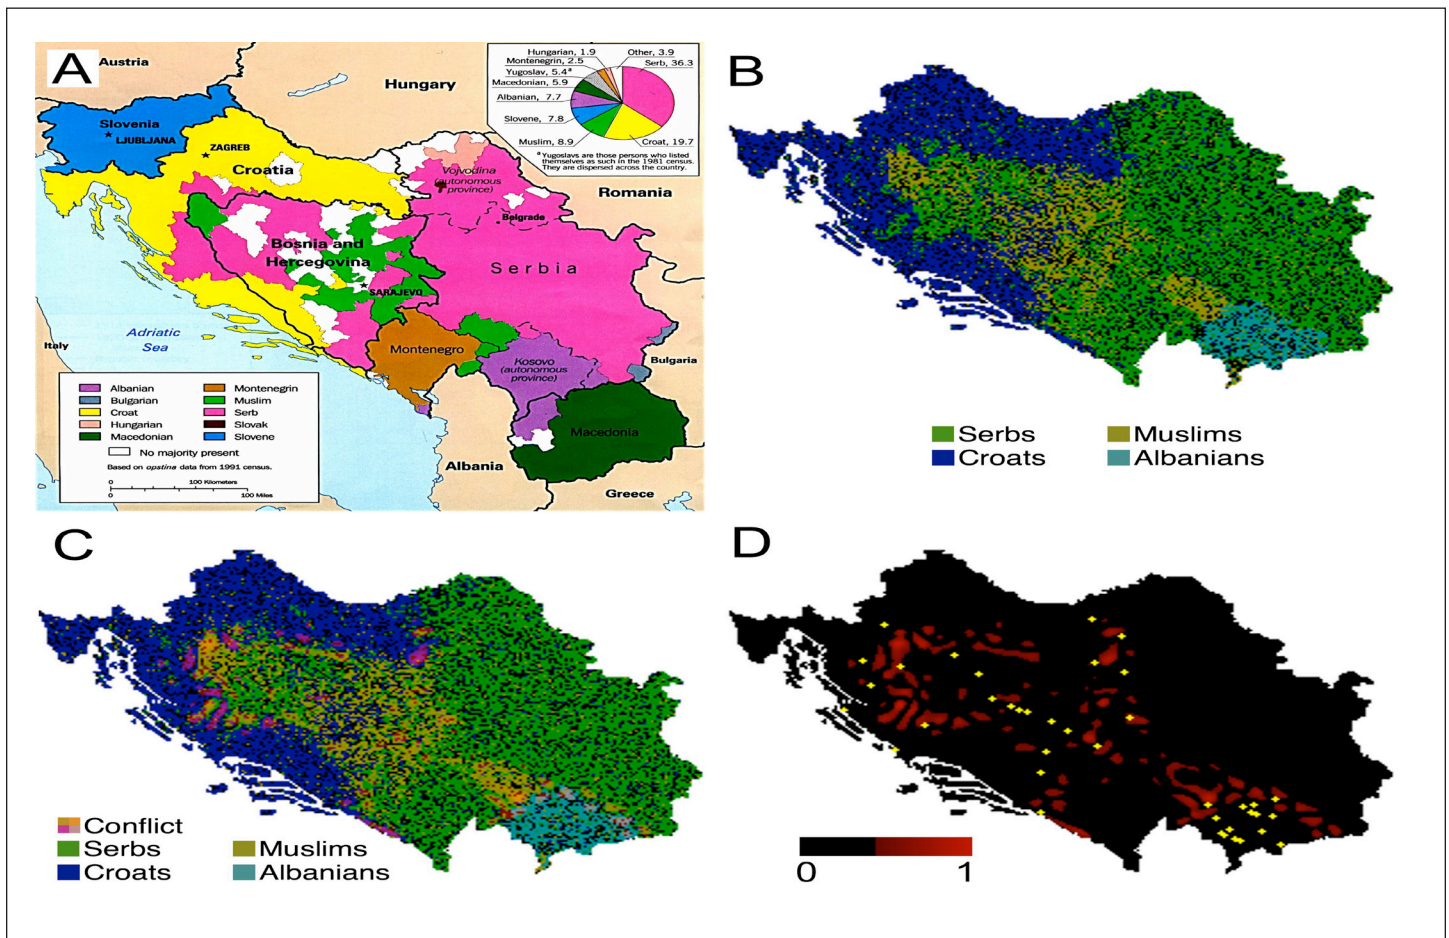 A
Austria
Hungary
Slovenia
LJUBLJANA
ZAGREB
Croatia
Vojvodina
(autonomous
province)
Romania
Belgrade
Bosnia and
Hercegovina
Serbia
SARAJEVO
Adriatic
Sea
Italy
Montenegro
Kosovo
(autonomous
province)
Bulgaria
Macedonia
Albania
Greece
Hungarian, 1.9
Other, 3.9
Montenegrin, 2.5
Serb, 36.3
Yugoslav, 5.4a
Macedonian, 5.9
Albanian, 7.7
Slovene, 7.8
Muslim, 8.9
Croat, 19.7
a Yugoslavs are those persons who listed
themselves as such in the 1981 census.
They are dispersed across the country.
Albanian
Bulgarian
Croat
Hungarian
Macedonian
Montenegrin
Muslim
Serb
Slovak
Slovene
No majority present
Based on opstina data from 1991 census.
0 100 Kilometers
0 100 Miles
B
Serbs
Croats
Muslims
Albanians
C
Conflict
Serbs
Croats
Muslims
Albanians
D
0 1